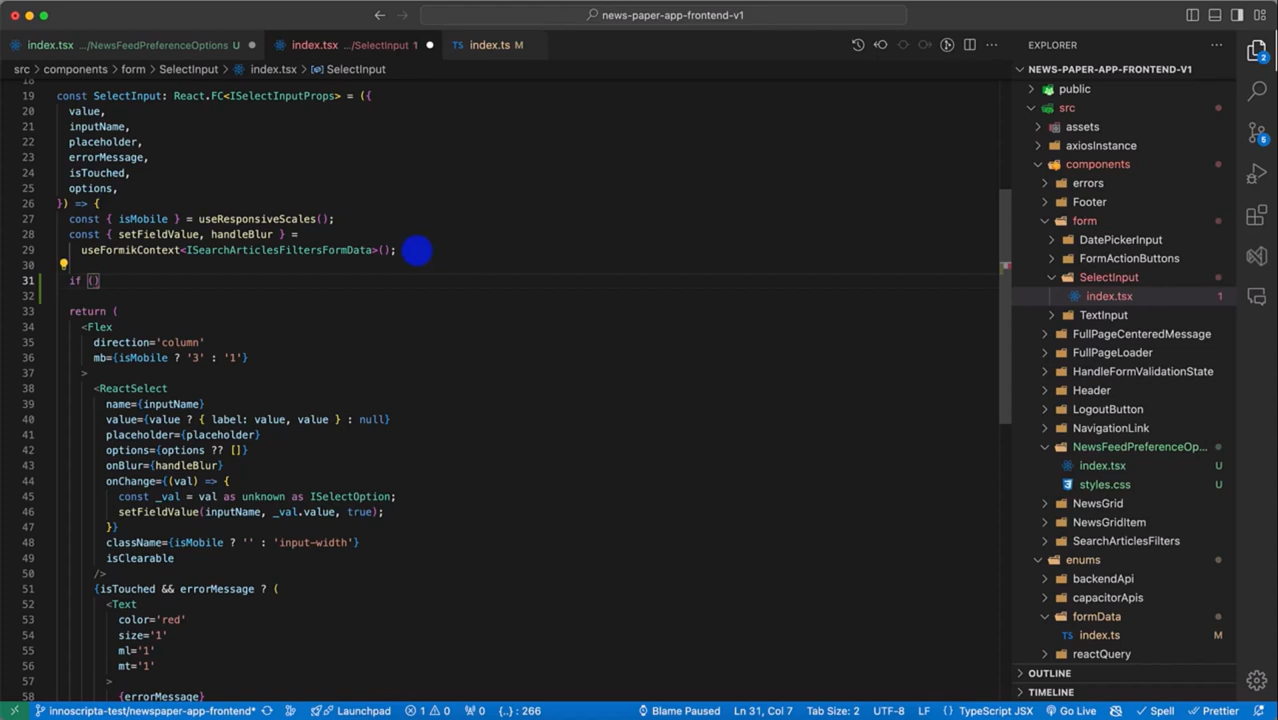 news-paper-app-frontend-v1
index.tsx .../NewsFeedPreferenceOptions U
index.tsx .../SelectInput 1
TS index.ts M
src > components > form > SelectInput > index.tsx > SelectInput
18
19 const SelectInput: React.FC<ISelectInputProps> = ({
20 value,
21 inputName,
22 placeholder,
23 errorMessage,
24 isTouched,
25 options,
26 }) => {
27 const { isMobile } = useResponsiveScales();
28 const { setFieldValue, handleBlur } =
29 useFormikContext<ISearchArticlesFiltersFormData>();
30
31 if ()
32
33 return (
34 <Flex
35 direction='column'
36 mb={isMobile ? '3' : '1'}
37 >
38 <ReactSelect
39 name={inputName}
40 value={value ? { label: value, value } : null}
41 placeholder={placeholder}
42 options={options ?? []}
43 onBlur={handleBlur}
44 onChange={(val) => {
45 const _val = val as unknown as ISelectOption;
46 setFieldValue(inputName, _val.value, true);
47 }}
48 className={isMobile ? '' : 'input-width'}
49 isClearable
50 />
51 {isTouched && errorMessage ? (
52 <Text
53 color='red'
54 size='1'
55 ml='1'
56 mt='1'
57 >
58 {errorMessage}
EXPLORER
NEWS-PAPER-APP-FRONTEND-V1
public
src
assets
axiosInstance
components
errors
Footer
form
DatePickerInput
FormActionButtons
SelectInput
index.tsx 1
TextInput
FullPageCenteredMessage
FullPageLoader
HandleFormValidationState
Header
LogoutButton
NavigationLink
NewsFeedPreferenceOp...
index.tsx U
styles.css U
NewsGrid
NewsGridItem
SearchArticlesFilters
enums
backendApi
capacitorApis
formData
TS index.ts M
reactQuery
OUTLINE
TIMELINE
2
6
innoscripta-test/newspaper-app-frontend* Launchpad 1 0 0 {..} : 266 Blame Paused Ln 31, Col 7 Tab Size: 2 UTF-8 LF {} TypeScript JSX Go Live Spell Prettier